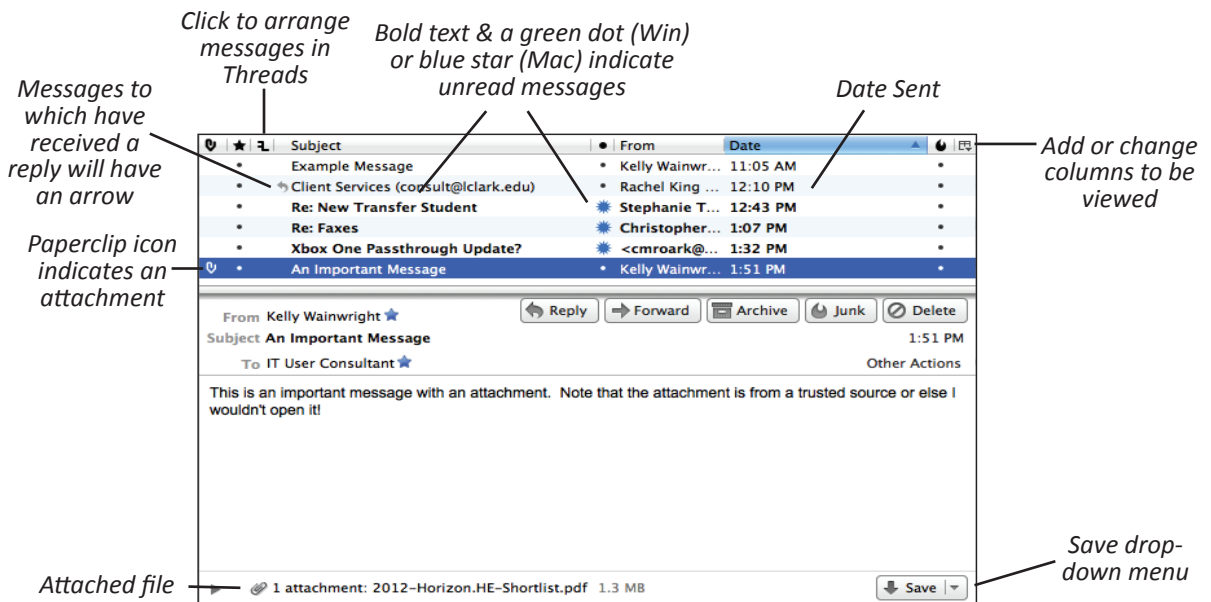 Click to arrange
messages in
Threads
Bold text & a green dot (Win)
or blue star (Mac) indicate
unread messages
Messages to
which have
received a
reply will have
an arrow
Date Sent
Add or change
columns to be
viewed
Paperclip icon
indicates an
attachment
Subject From Date
Example Message Kelly Wainwr... 11:05 AM
Client Services (consult@lclark.edu) Rachel King ... 12:10 PM
Re: New Transfer Student Stephanie T... 12:43 PM
Re: Faxes Christopher... 1:07 PM
Xbox One Passthrough Update? <cmroark@... 1:32 PM
An Important Message Kelly Wainwr... 1:51 PM
Reply Forward Archive Junk Delete
From Kelly Wainwright
Subject An Important Message 1:51 PM
To IT User Consultant Other Actions
This is an important message with an attachment. Note that the attachment is from a trusted source or else I
wouldn't open it!
Attached file
1 attachment: 2012-Horizon.HE-Shortlist.pdf 1.3 MB Save
Save drop-
down menu